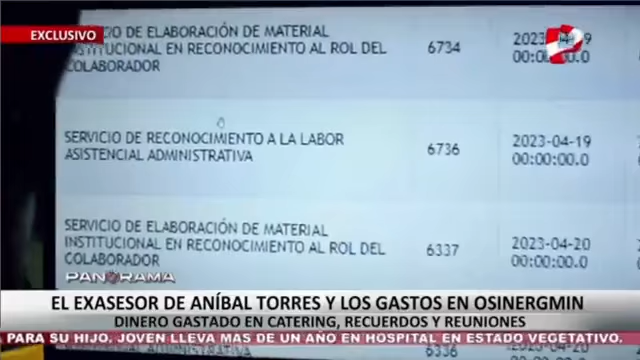 EXCLUSIVO
SERVICIO DE ELABORACIÓN DE MATERIAL
INSTITUCIONAL EN RECONOCIMIENTO AL ROL DEL
COLABORADOR
6734
2023-04-19
00:00:00.0
SERVICIO DE RECONOCIMIENTO A LA LABOR
ASISTENCIAL ADMINISTRATIVA
6736
2023-04-19
00:00:00.0
SERVICIO DE ELABORACIÓN DE MATERIAL
INSTITUCIONAL EN RECONOCIMIENTO AL ROL DEL
COLABORADOR
6337
2023-04-20
00:00:00.0
PANORAMA
EL EXASESOR DE ANÍBAL TORRES Y LOS GASTOS EN OSINERGMIN
DINERO GASTADO EN CATERING, RECUERDOS Y REUNIONES
PARA SU HIJO. JOVEN LLEVA MAS DE UN AÑO EN HOSPITAL EN ESTADO VEGETATIVO.